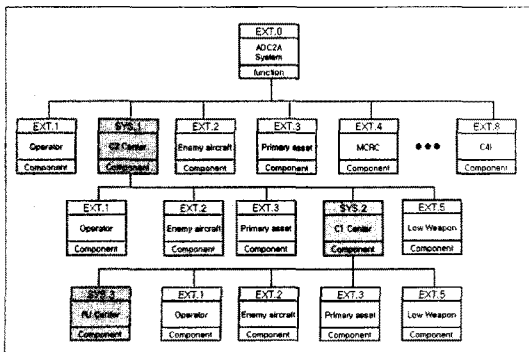 EXT.0
ADC2A
System
function
EXT.1 SYS.1 EXT.2 EXT.3 EXT.4 EXT.8
Operator C2 Center Enemy aircraft Primary asset MCRC ●●● C4I
Component Component Component Component Component Component
EXT.1 EXT.2 EXT.3 SYS.2 EXT.5
Operator Enemy aircraft Primary asset C1 Center Low Weapon
Component Component Component Component Component
SYS.3 EXT.1 EXT.2 EXT.3 EXT.5
FU Center Operator Enemy aircraft Primary asset Low Weapon
Component Component Component Component Component